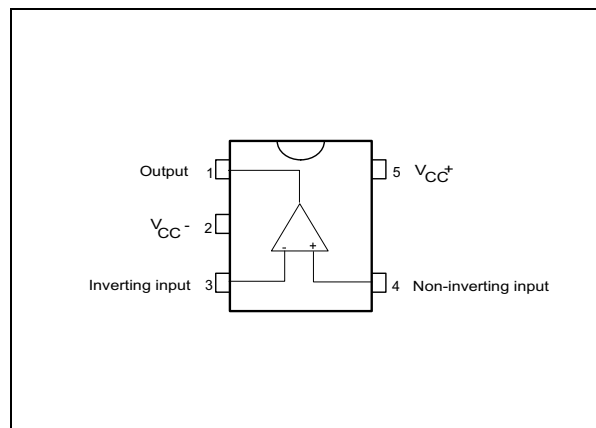 Output 1
5 VCC+
VCC- 2
- +
Inverting input 3
4 Non-inverting input